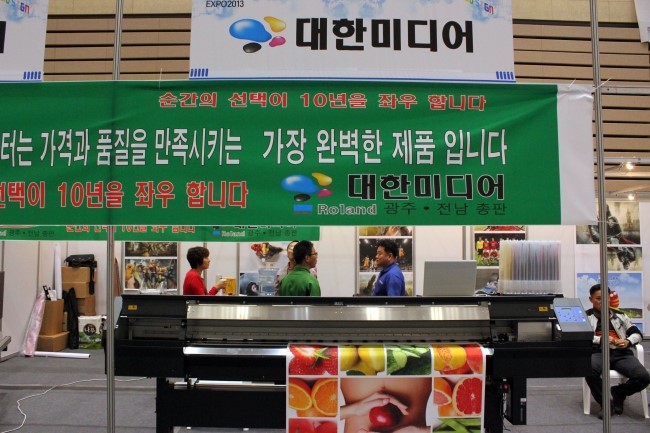 EXPO2013
대한미디어
순간의 선택이 10년을 좌우 합니다
터는 가격과 품질을 만족시키는 가장 완벽한 제품 입니다
선택이 10년을 좌우 합니다
대한미디어
Roland 광주·전남 총판